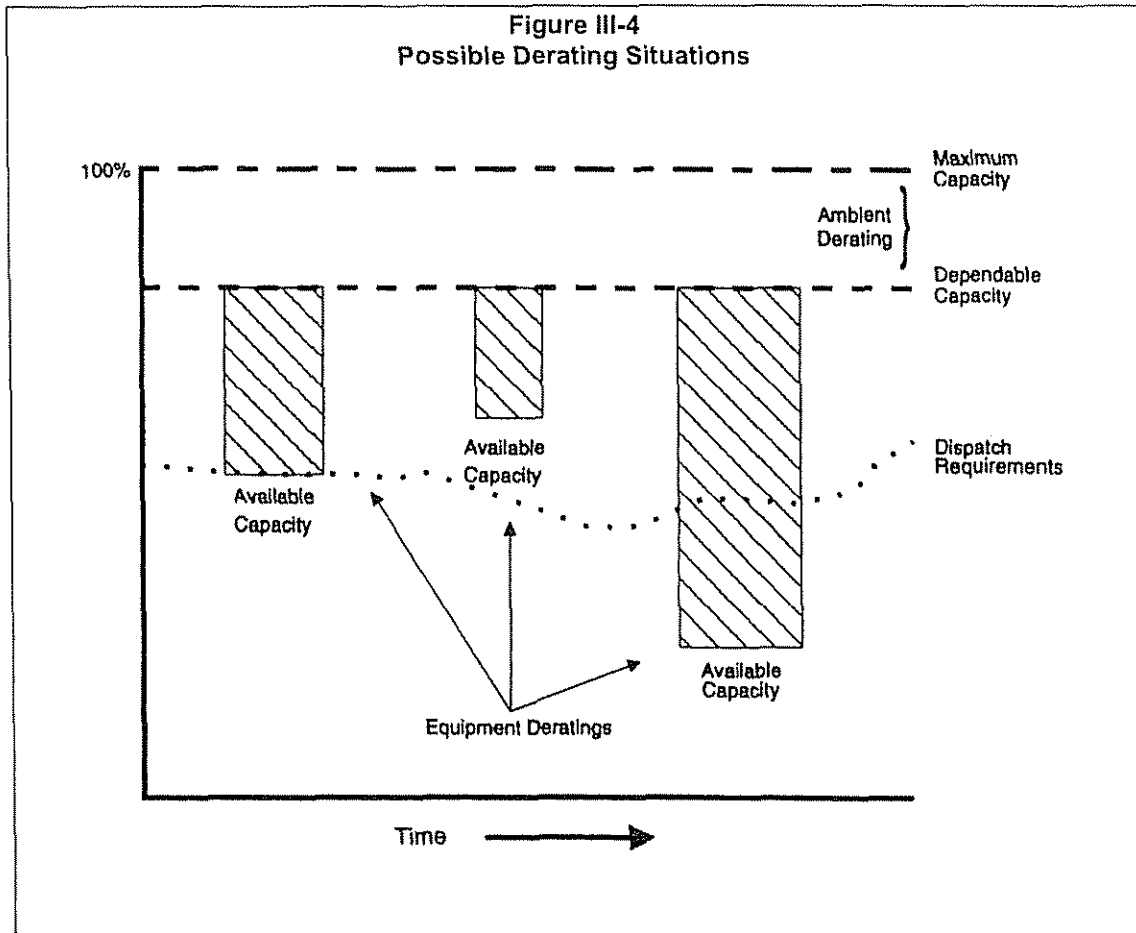 Figure III-4
Possible Derating Situations
100%
Maximum
Capacity
Ambient
Derating
Dependable
Capacity
Available
Capacity
Dispatch
Requirements
Available
Capacity
Available
Capacity
Equipment Deratings
Time